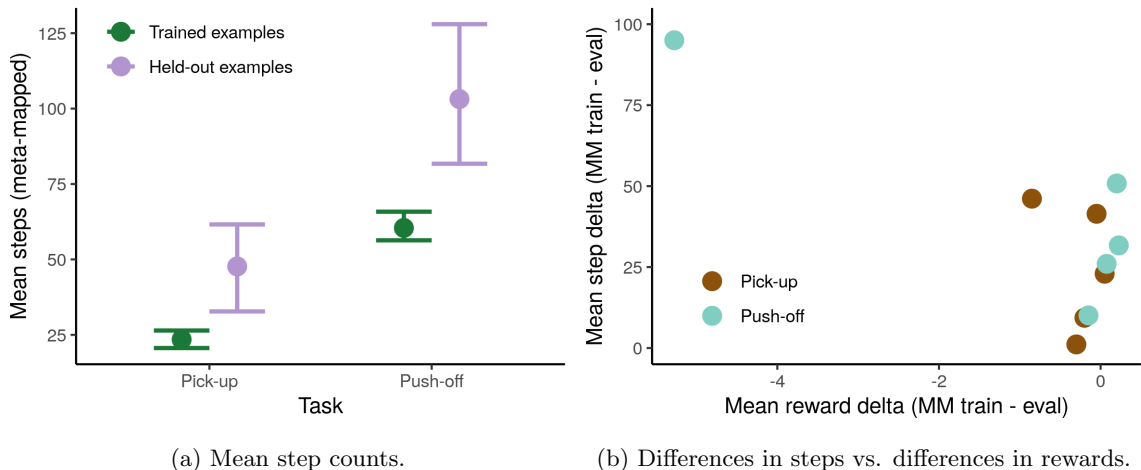 Mean steps (meta-mapped)
125
100
75
50
25
Trained examples
Held-out examples
Pick-up
Push-off
Task
(a) Mean step counts.
Mean step delta (MM train - eval)
100
75
50
25
0
Pick-up
Push-off
-4
-2
0
Mean reward delta (MM train - eval)
(b) Differences in steps vs. differences in rewards.